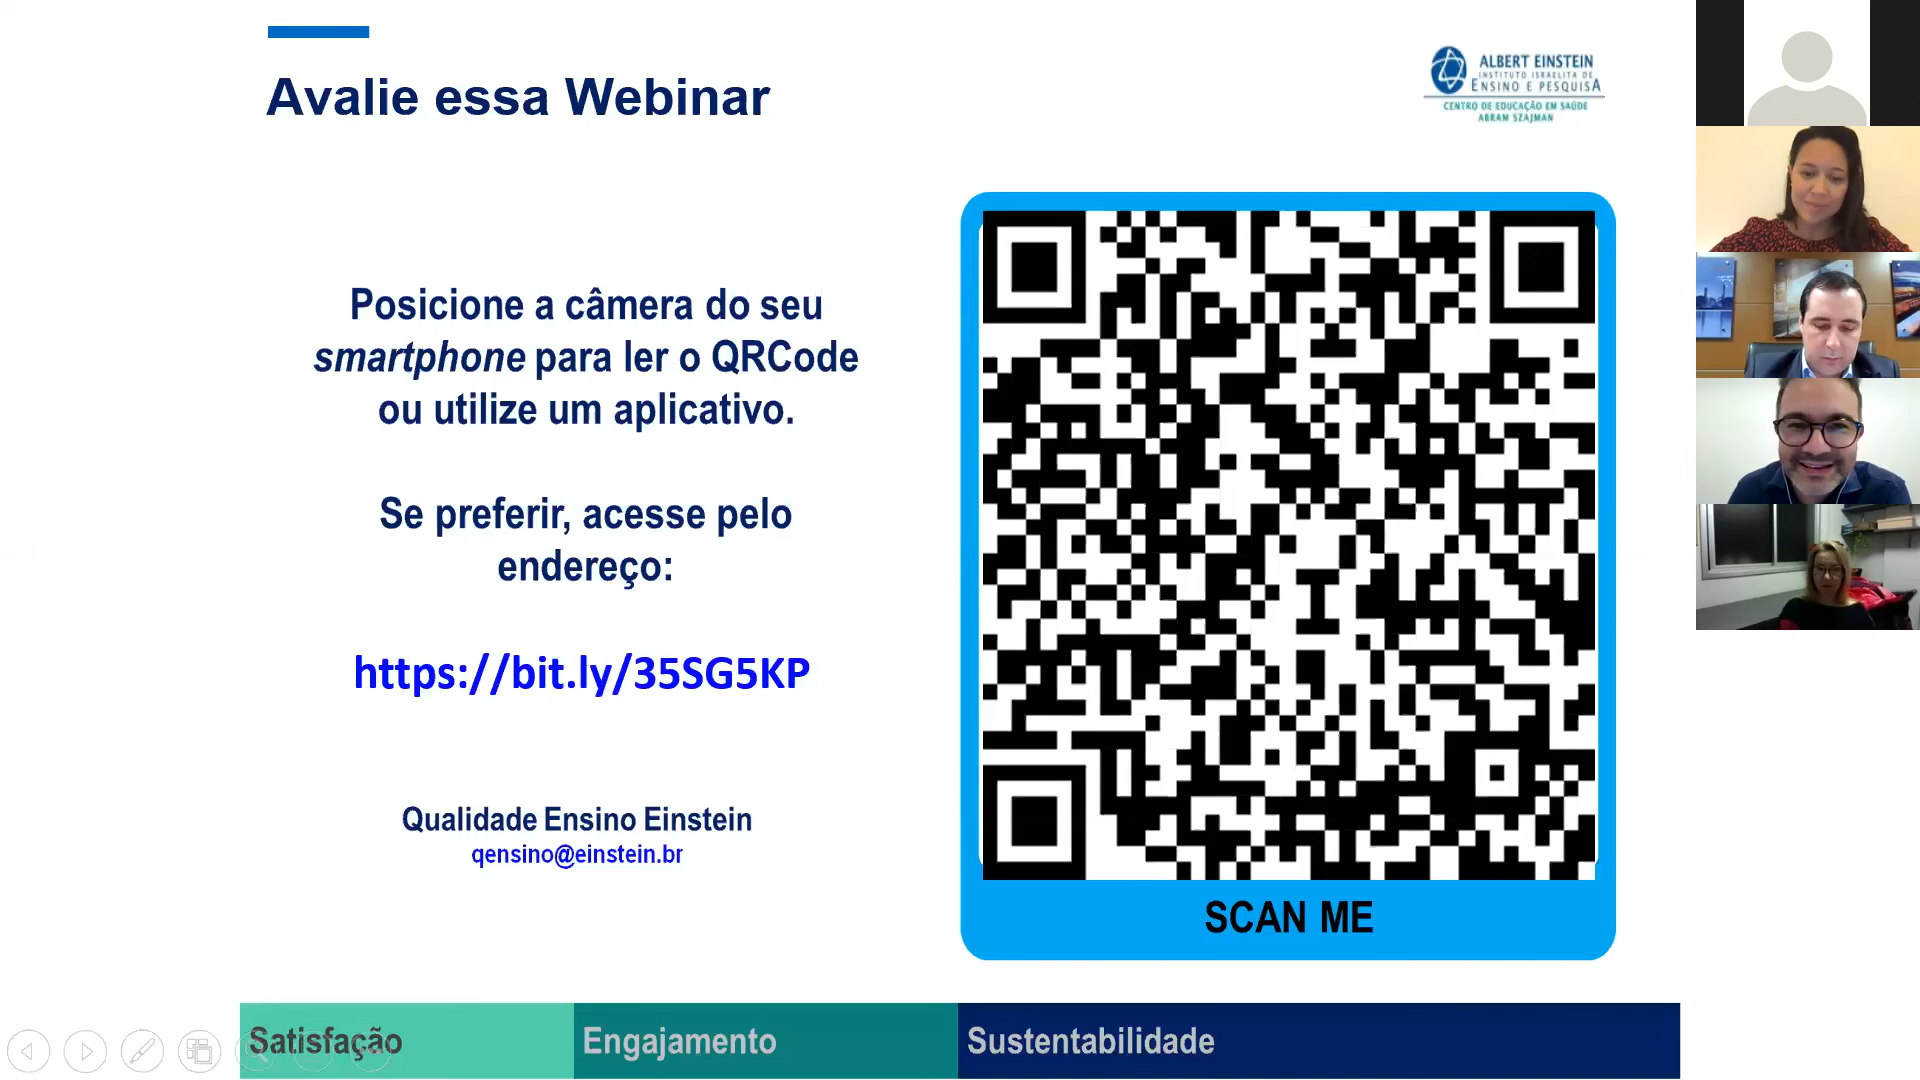 Avalie essa Webinar
ALBERT EINSTEIN
INSTITUTO ISRAELITA DE
ENSINO E PESQUISA
CENTRO DE EDUCAÇÃO EM SAÚDE
ABRAM SZAJMAN
Posicione a câmera do seu
smartphone para ler o QRCode
ou utilize um aplicativo.
Se preferir, acesse pelo
endereço:
https://bit.ly/35SG5KP
Qualidade Ensino Einstein
qensino@einstein.br
SCAN ME
Satisfação
Engajamento
Sustentabilidade